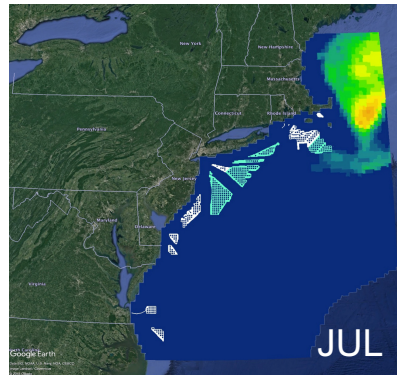 New York
New Hampshire
Massachusetts
Connecticut
Rhode Island
Pennsylvania
New Jersey
Maryland
Delaware
Virginia
JUL
Google Earth